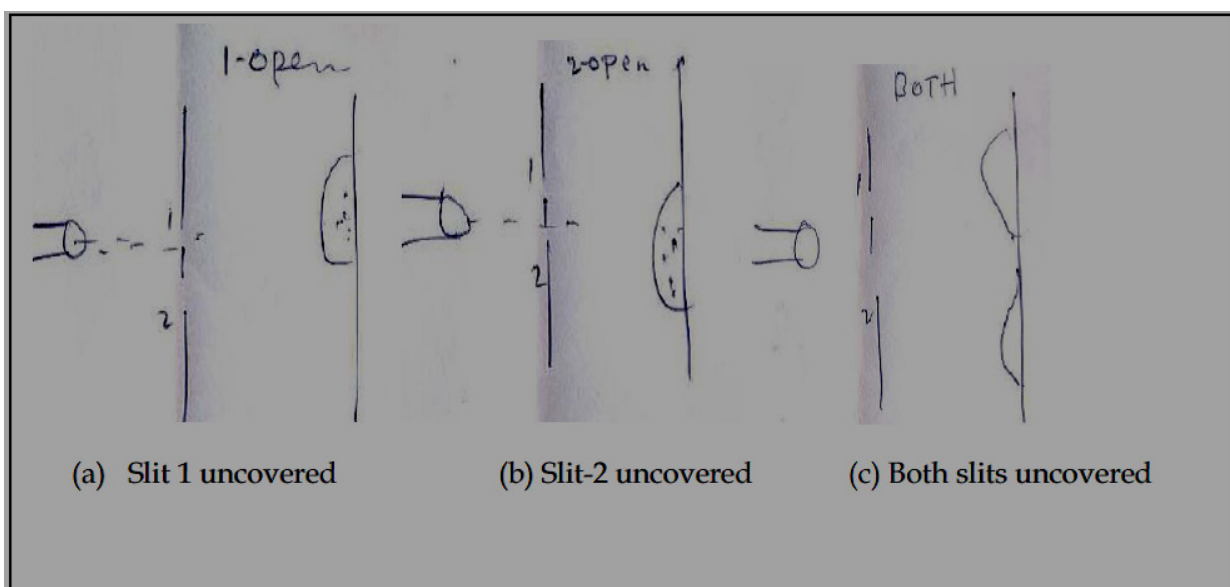 1-open
2-open
BOTH
1
2
1
2
1
2
(a) Slit 1 uncovered
(b) Slit-2 uncovered
(c) Both slits uncovered